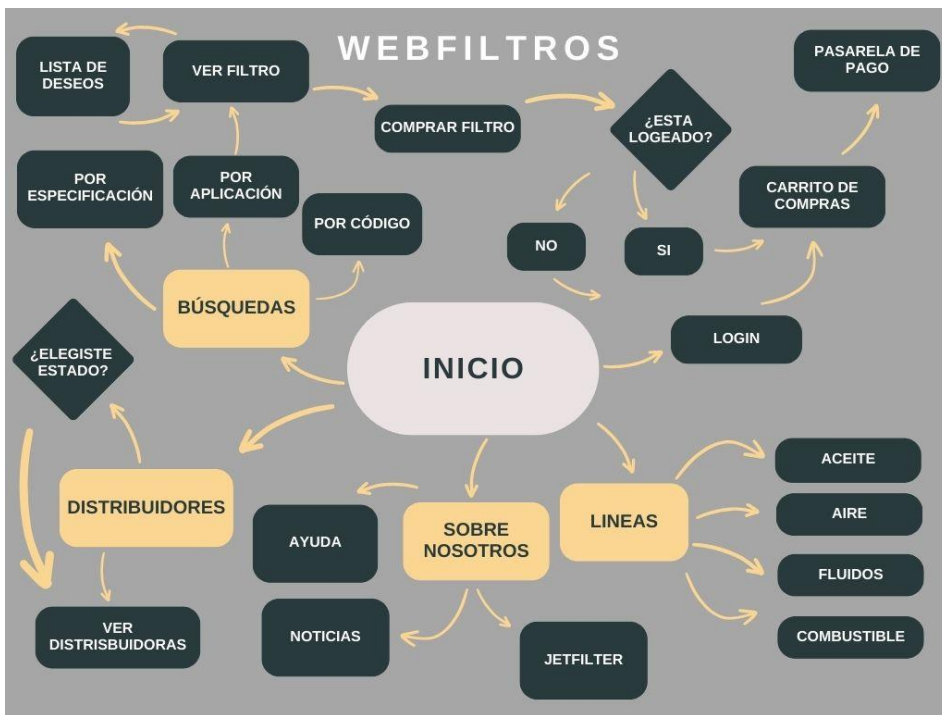 WEBFILTROS
LISTA DE
DESEOS
VER FILTRO
PASARELA DE
PAGO
COMPRAR FILTRO
¿ESTA
LOGEADO?
POR
ESPECIFICACIÓN
POR
APLICACIÓN
POR CÓDIGO
CARRITO DE
COMPRAS
NO
SI
BÚSQUEDAS
LOGIN
¿ELEGISTE
ESTADO?
INICIO
DISTRIBUIDORES
ACEITE
SOBRE
NOSOTROS
LINEAS
AIRE
AYUDA
FLUIDOS
VER
DISTRISBUIDORAS
NOTICIAS
COMBUSTIBLE
JETFILTER